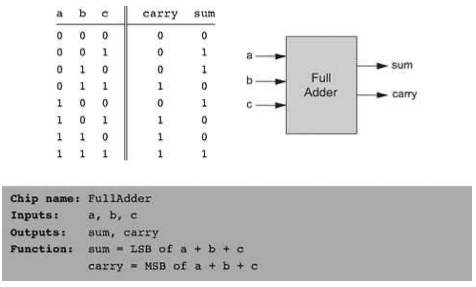 a b c carry sum
0 0 0 0 0
0 0 1 0 1
0 1 0 0 1
0 1 1 1 0
1 0 0 0 1
1 0 1 1 0
1 1 0 1 0
1 1 1 1 1
a
b
c
Full
Adder
sum
carry
Chip name: FullAdder
Inputs: a, b, c
Outputs: sum, carry
Function: sum = LSB of a + b + c
carry = MSB of a + b + c